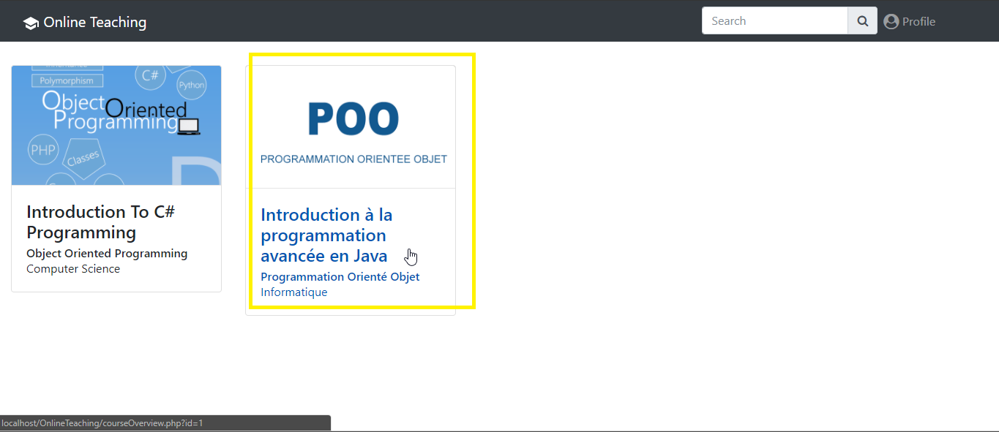 Online Teaching
Search
Profile
Polymorphism
C#
Python
Object Oriented
Programming
PHP
Classes
Introduction To C#
Programming
Object Oriented Programming
Computer Science
POO
PROGRAMMATION ORIENTEE OBJET
Introduction à la
programmation
avancée en Java
Programmation Orienté Objet
Informatique
localhost/OnlineTeaching/courseOverview.php?id=1